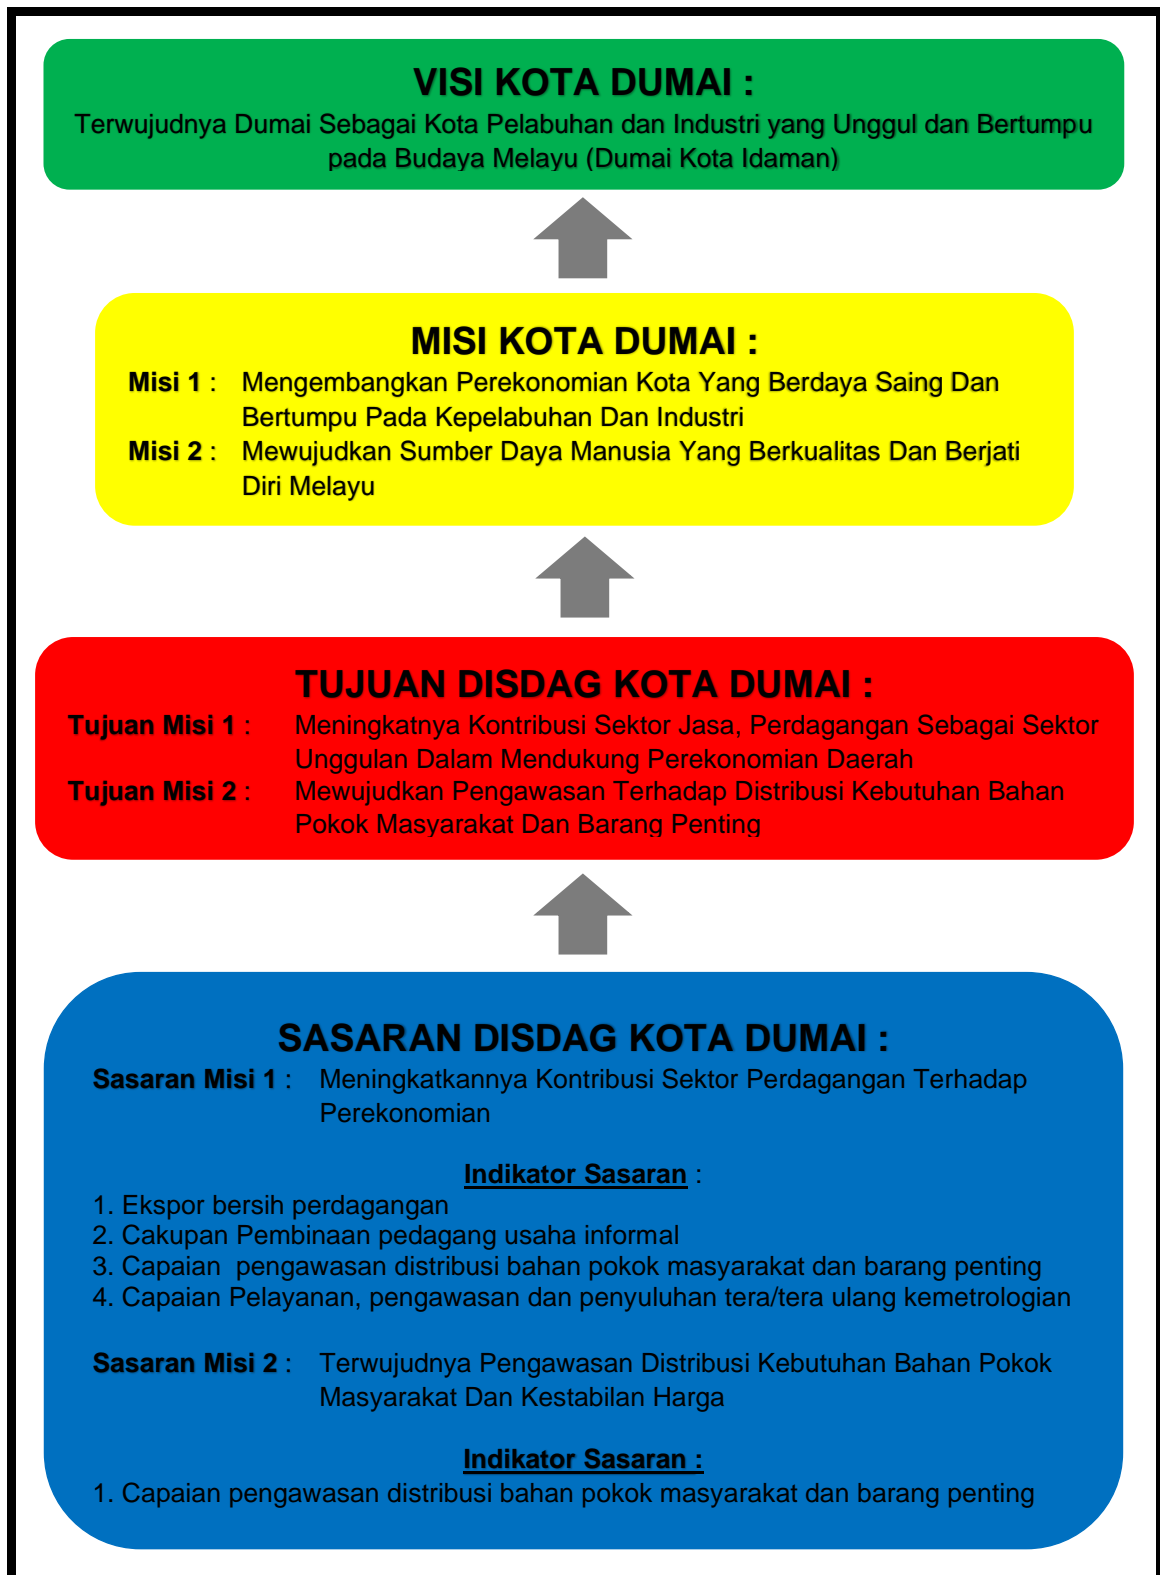 VISI KOTA DUMAI :
Terwujudnya Dumai Sebagai Kota Pelabuhan dan Industri yang Unggul dan Bertumpu
pada Budaya Melayu (Dumai Kota Idaman)
MISI KOTA DUMAI :
Misi 1 : Mengembangkan Perekonomian Kota Yang Berdaya Saing Dan
Bertumpu Pada Kepelabuhan Dan Industri
Misi 2 : Mewujudkan Sumber Daya Manusia Yang Berkualitas Dan Berjati
Diri Melayu
TUJUAN DISDAG KOTA DUMAI :
Tujuan Misi 1 : Meningkatnya Kontribusi Sektor Jasa, Perdagangan Sebagai Sektor
Unggulan Dalam Mendukung Perekonomian Daerah
Tujuan Misi 2 : Mewujudkan Pengawasan Terhadap Distribusi Kebutuhan Bahan
Pokok Masyarakat Dan Barang Penting
SASARAN DISDAG KOTA DUMAI :
Sasaran Misi 1 : Meningkatkannya Kontribusi Sektor Perdagangan Terhadap
Perekonomian
Indikator Sasaran :
1. Ekspor bersih perdagangan
2. Cakupan Pembinaan pedagang usaha informal
3. Capaian  pengawasan distribusi bahan pokok masyarakat dan barang penting
4. Capaian Pelayanan, pengawasan dan penyuluhan tera/tera ulang kemetrologian
Sasaran Misi 2 : Terwujudnya Pengawasan Distribusi Kebutuhan Bahan Pokok
Masyarakat Dan Kestabilan Harga
Indikator Sasaran :
1. Capaian pengawasan distribusi bahan pokok masyarakat dan barang penting